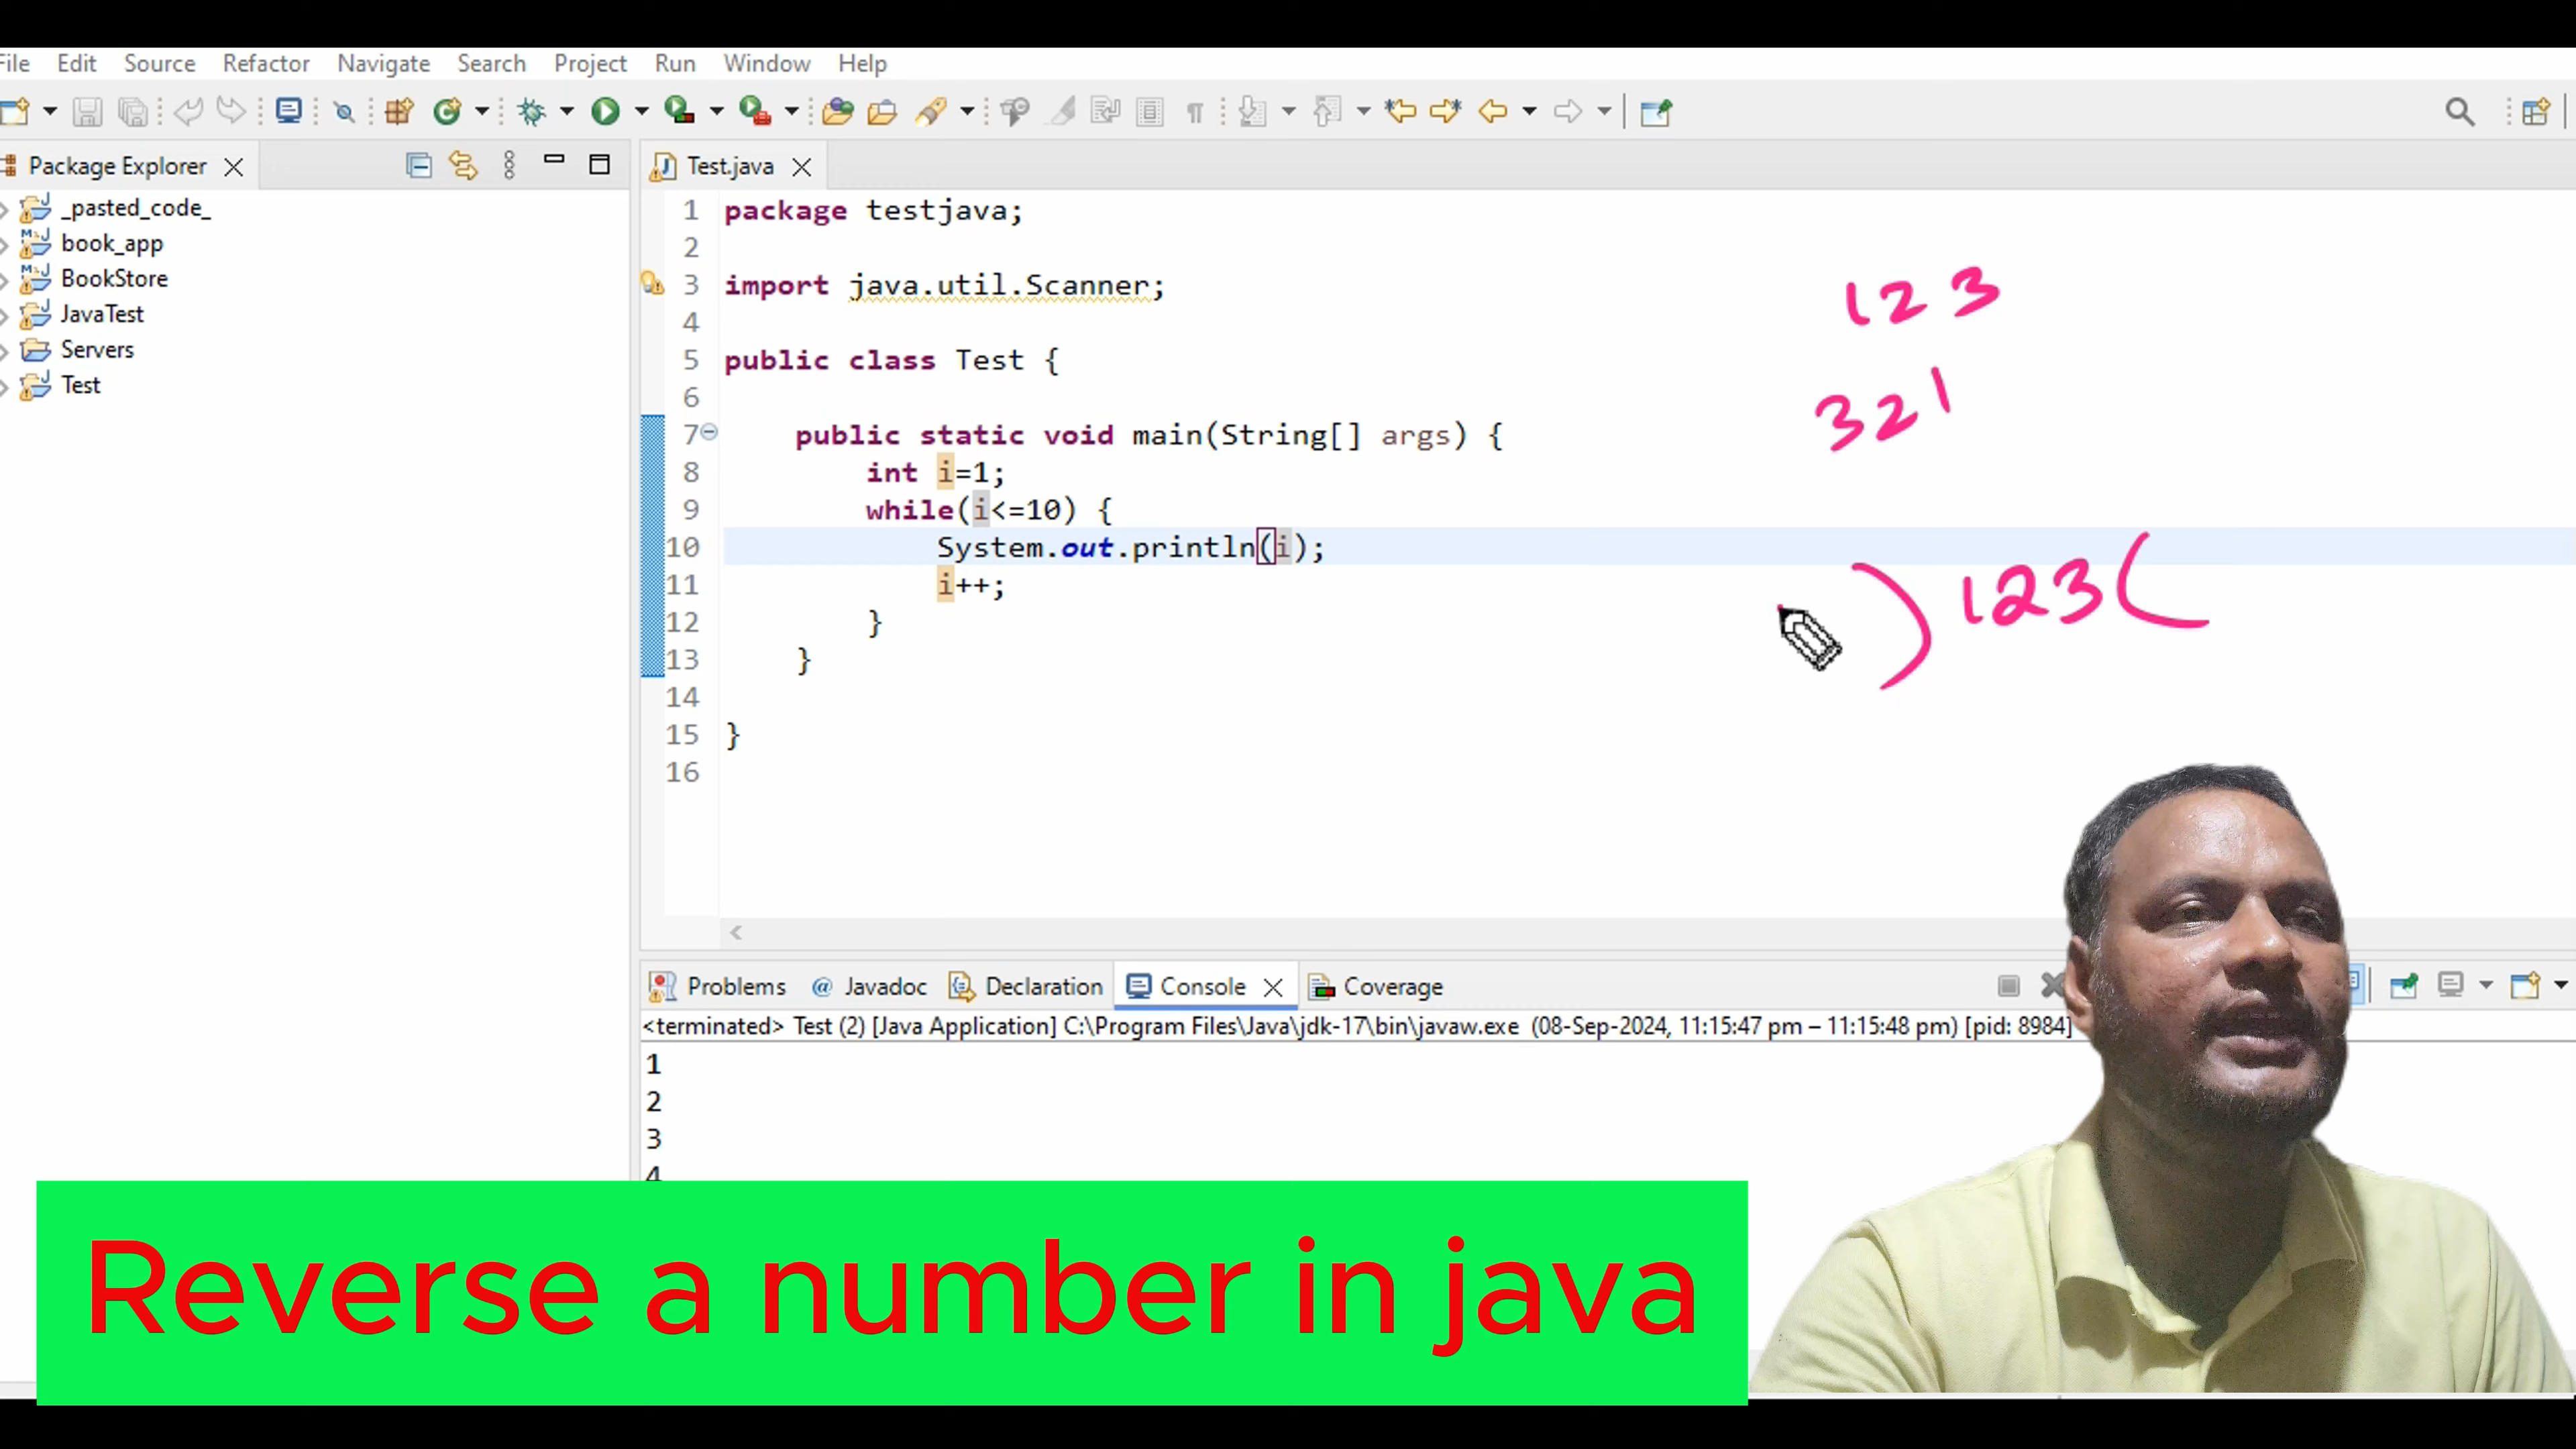 File Edit Source Refactor Navigate Search Project Run Window Help
Package Explorer
_pasted_code_
book_app
BookStore
JavaTest
Servers
Test
Test.java
1 package testjava;
2
3 import java.util.Scanner;
4
5 public class Test {
6
7 public static void main(String[] args) {
8 int i=1;
9 while(i<=10) {
10 System.out.println(i);
11 i++;
12 }
13 }
14
15 }
16
123
321
) 123 (
Problems @ Javadoc Declaration Console Coverage
<terminated> Test (2) [Java Application] C:\Program Files\Java\jdk-17\bin\javaw.exe (08-Sep-2024, 11:15:47 pm – 11:15:48 pm) [pid: 8984]
1
2
3
4
Reverse a number in java